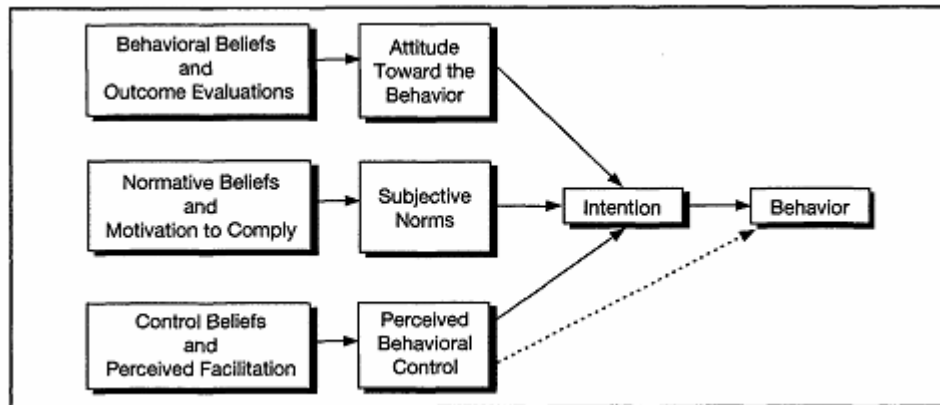 Behavioral Beliefs
and
Outcome Evaluations
Attitude
Toward the
Behavior
Normative Beliefs
and
Motivation to Comply
Subjective
Norms
Intention
Behavior
Control Beliefs
and
Perceived Facilitation
Perceived
Behavioral
Control